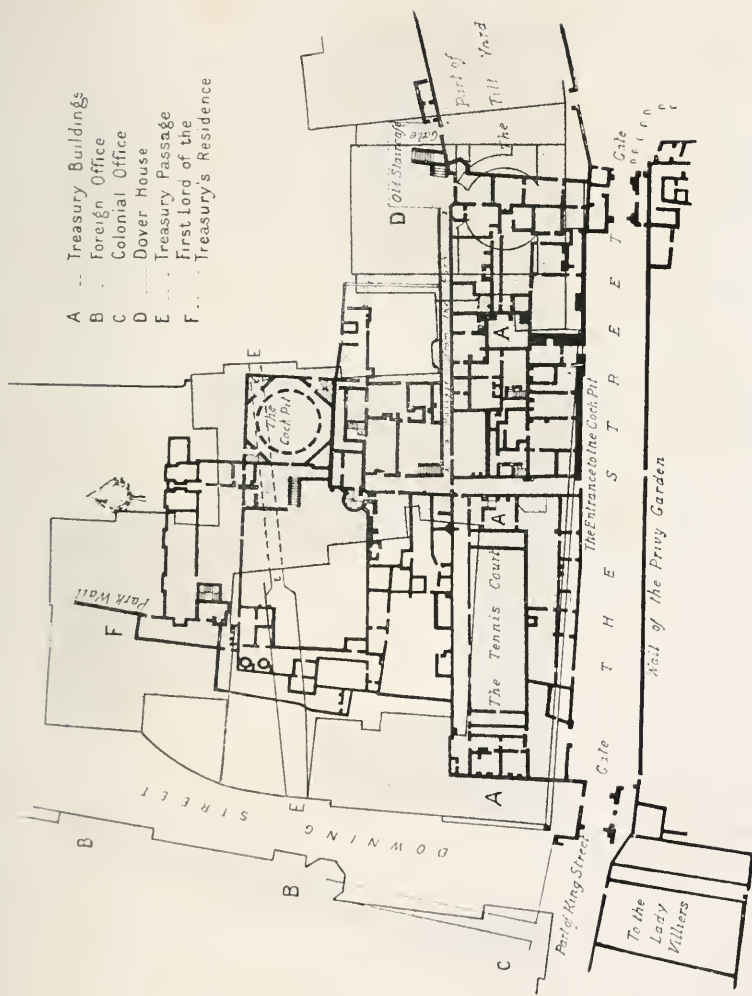 A .. Treasury Buildings
B . Foreign Office
C Colonial Office
D ... Dover House
E .... Treasury Passage
F... . First Lord of the
Treasury's Residence
Part of
The Tilt Yard
Gate
Old Staircase
D
E
The
Cock Pit
A
Park Wall
F
A
The Tennis Court
The Entrance to the Cock Pit
Gate
THE STREET
Wall of the Privy Garden
Gate
A
E
DOWNING STREET
B
B
C
Part of King Street
To the
Lady
Villiers